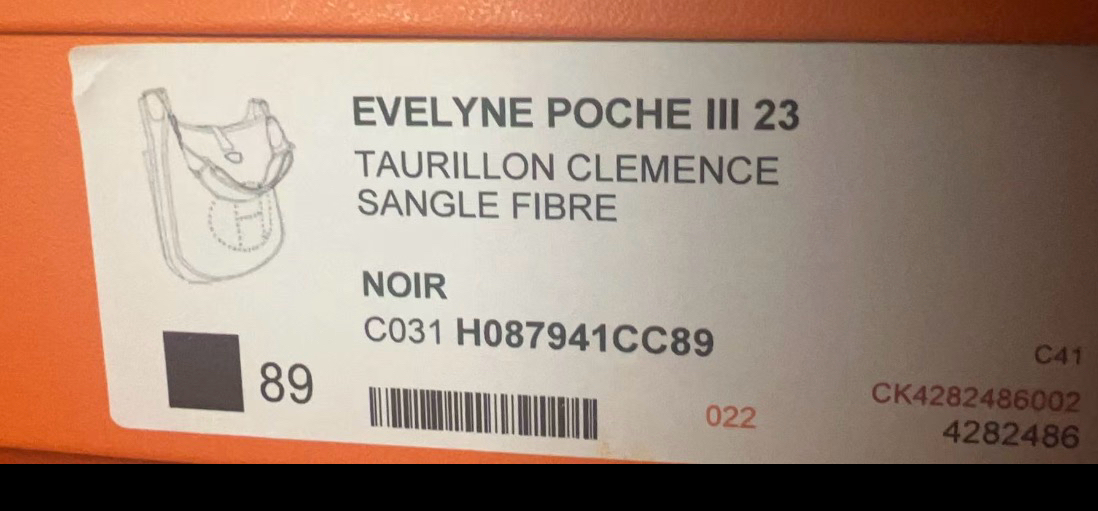 EVELYNE POCHE III 23
TAURILLON CLEMENCE
SANGLE FIBRE
NOIR
C031 H087941CC89
89
022
C41
CK4282486002
4282486